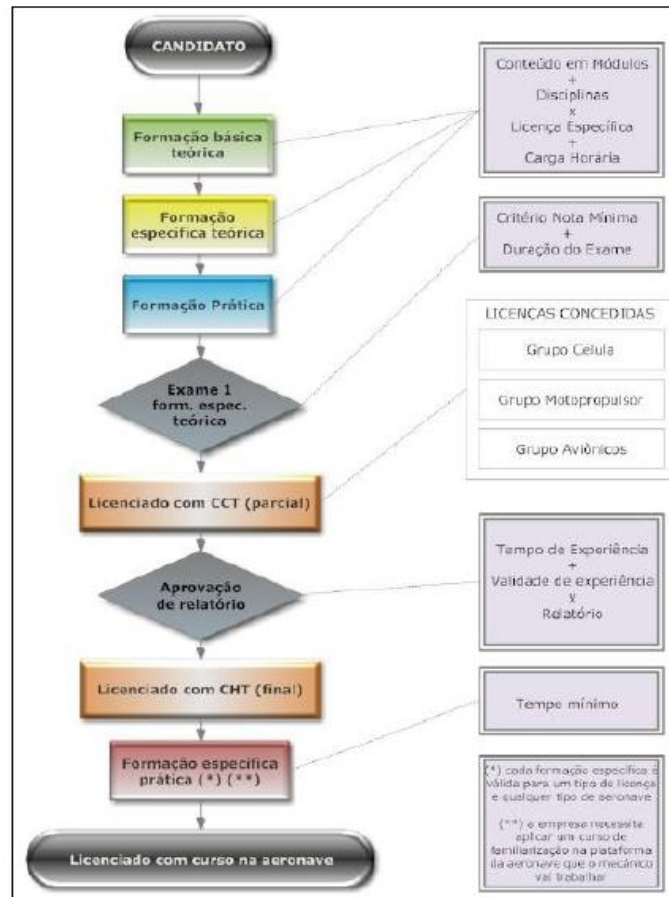 CANDIDATO
Formação básica
teórica
Formação
específica teórica
Formação Prática
Exame 1
form. espec.
teórica
Licenciado com CCT (parcial)
Aprovação
de relatório
Licenciado com CHT (final)
Formação específica
prática (*) (**)
Licenciado com curso na aeronave
Conteúdo em Módulos
+
Disciplinas
x
Licença Específica
+
Carga Horária
Critério Nota Mínima
+
Duração do Exame
LICENÇAS CONCEDIDAS
Grupo Célula
Grupo Motopropulsor
Grupo Aviônicos
Tempo de Experiência
+
Validade de experiência
x
Relatório
Tempo mínimo
(*) cada formação específica é
válida para um tipo de licença
e qualquer tipo de aeronave
(**) a empresa necessita
aplicar um curso de
familiarização na plataforma
da aeronave que o mecânico
vai trabalhar